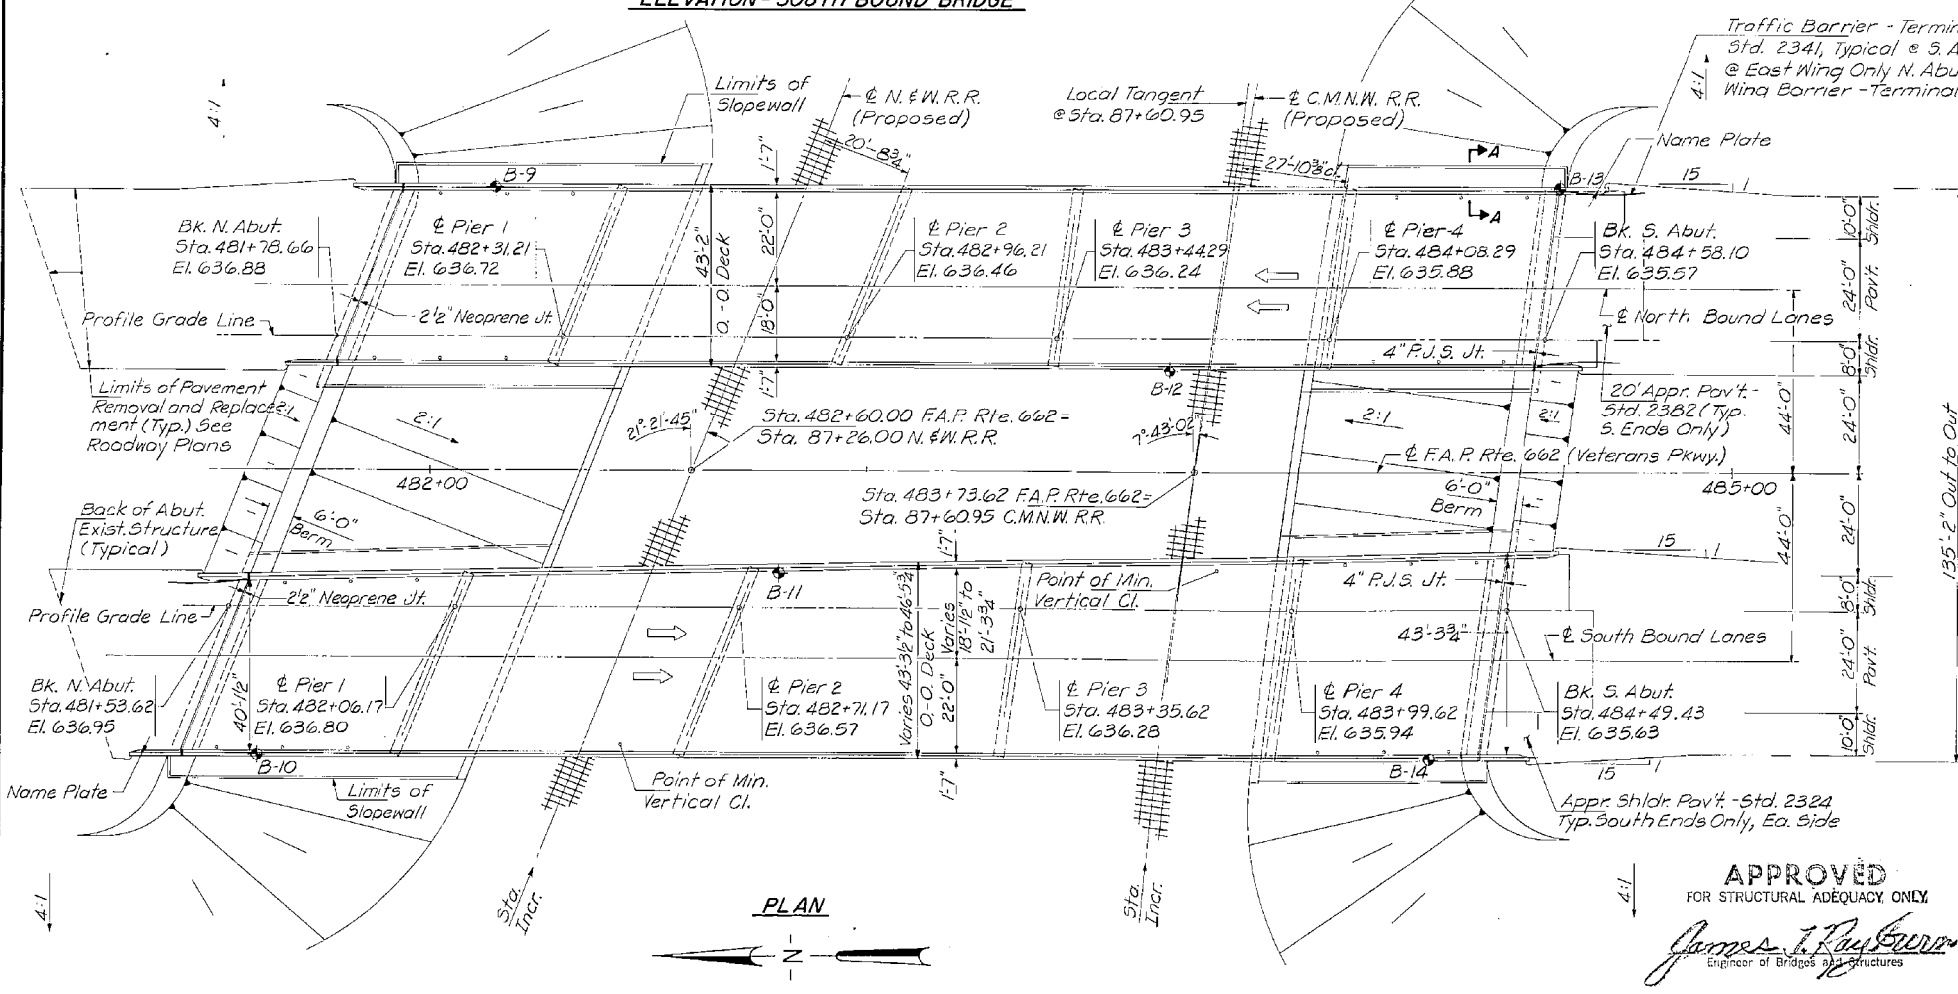 ELEVATION - SOUTH BOUND BRIDGE
Traffic Barrier - Termin
Std. 2341, Typical @ S. A
@ East Wing Only N. Abu
Wing Barrier - Terminal
4:1
4:1
Limits of
Slopewall
℄ N. & W. R.R.
(Proposed)
Local Tangent
@ Sta. 87+60.95
℄ C.M.N.W. R.R.
(Proposed)
Name Plate
20'-8¾"
1'-7"
27'-10⅜" cl.
A
A
B-9
B-13
15
1
Bk. N. Abut.
Sta. 481+78.66
El. 636.88
℄ Pier 1
Sta. 482+31.21
El. 636.72
43'-2"
O.-O. Deck
22'-0"
18'-0"
℄ Pier 2
Sta. 482+96.21
El. 636.46
℄ Pier 3
Sta. 483+44.29
El. 636.24
℄ Pier 4
Sta. 484+08.29
El. 635.88
Bk. S. Abut.
Sta. 484+58.10
El. 635.57
10'-0"
Shldr.
24'-0"
Pav't.
8'-0"
Shldr.
Profile Grade Line
2½" Neoprene Jt.
℄ North Bound Lanes
4" P.J.S. Jt.
1'-7"
B-12
Limits of Pavement
Removal and Replace-
ment (Typ.) See
Roadway Plans
2:1
2:1
21°-21'-45"
Sta. 482+60.00 F.A.P. Rte. 662 =
Sta. 87+26.00 N. & W. R.R.
7°-43'-02"
2:1
2:1
20' Appr. Pav't.-
Std. 2382 (Typ.
S. Ends Only)
44'-0"
24'-0"
135'-2" Out to Out
℄ F.A.P. Rte. 662 (Veterans Pkwy.)
482+00
485+00
Sta. 483+73.62 F.A.P. Rte. 662 =
Sta. 87+60.95 C.M.N.W. R.R.
6'-0"
Berm
Back of Abut.
Exist. Structure
(Typical)
6'-0"
Berm
44'-0"
24'-0"
15
1
1'-7"
B-11
2½" Neoprene Jt.
Point of Min.
Vertical Cl.
4" P.J.S. Jt.
8'-0"
Shldr.
Profile Grade Line
Varies 43'-3½" to 46'-5¾"
O.-O. Deck
Varies
18'-1½" to
21'-3¾"
22'-0"
43'-3¾"
℄ South Bound Lanes
24'-0"
Pav't.
Bk. N. Abut.
Sta. 481+53.62
El. 636.95
40'-1½"
℄ Pier 1
Sta. 482+06.17
El. 636.80
℄ Pier 2
Sta. 482+71.17
El. 636.57
℄ Pier 3
Sta. 483+35.62
El. 636.28
℄ Pier 4
Sta. 483+99.62
El. 635.94
Bk. S. Abut.
Sta. 484+49.43
El. 635.63
10'-0"
Shldr.
B-10
B-14
15
1
Name Plate
Limits of
Slopewall
Point of Min.
Vertical Cl.
1'-7"
Appr. Shldr. Pav't. - Std. 2324
Typ. South Ends Only, Ea. Side
4:1
4:1
Sta.
Incr.
Sta.
Incr.
PLAN
N
APPROVED
FOR STRUCTURAL ADEQUACY ONLY
Engineer of Bridges and Structures